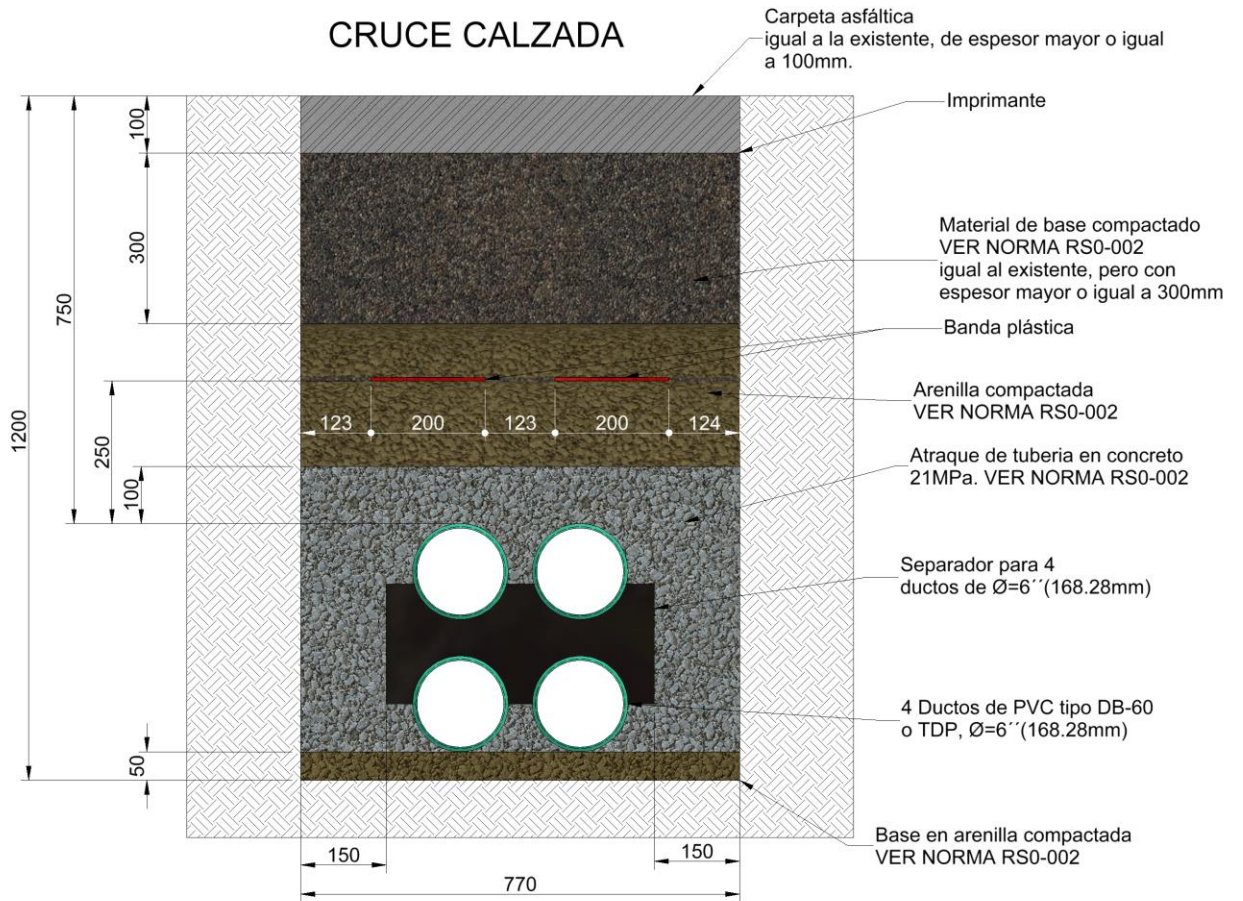 CRUCE CALZADA
Carpeta asfáltica
igual a la existente, de espesor mayor o igual
a 100mm.
Imprimante
Material de base compactado
VER NORMA RS0-002
igual al existente, pero con
espesor mayor o igual a 300mm
Banda plástica
Arenilla compactada
VER NORMA RS0-002
Atraque de tuberia en concreto
21MPa. VER NORMA RS0-002
Separador para 4
ductos de Ø=6´´(168.28mm)
4 Ductos de PVC tipo DB-60
o TDP, Ø=6´´(168.28mm)
Base en arenilla compactada
VER NORMA RS0-002
100
300
750
1200
250
100
50
123 200 123 200 124
150 150
770